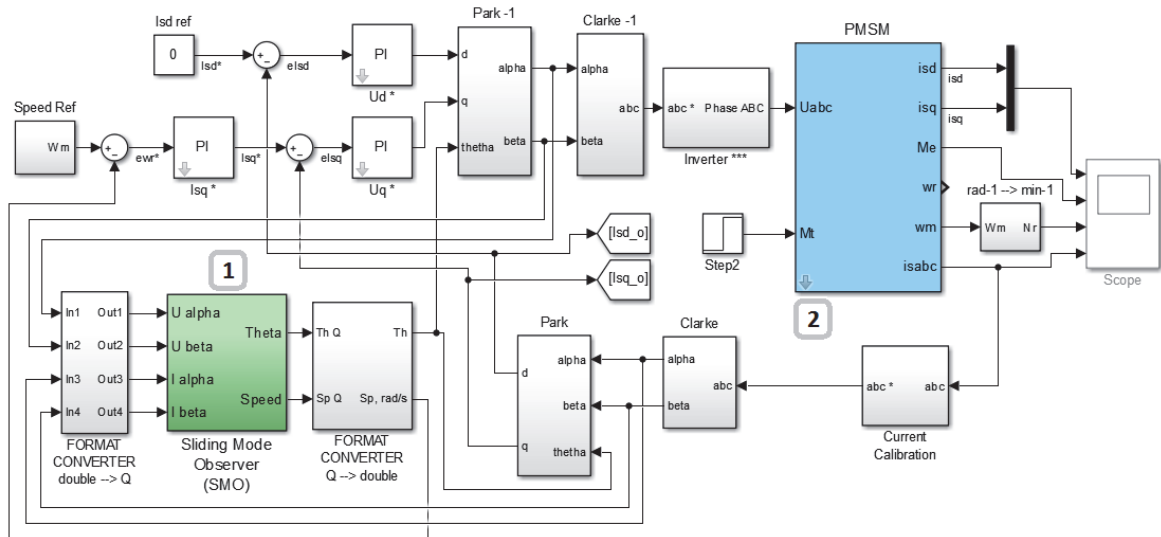 Isd ref
0
Isd*
+
−
eIsd
PI
Ud *
Speed Ref
Wm
+
−
ewr*
PI
Isq *
Isq*
+
−
eIsq
PI
Uq *
Park -1
d
q
thetha
alpha
beta
Clarke -1
alpha
beta
abc
abc *
Phase ABC
Inverter ***
PMSM
Uabc
Mt
isd
isq
Me
wr
wm
isabc
isd
isq
2
Step2
rad-1 --> min-1
Wm
Nr
Scope
[Isd_o]
[Isq_o]
1
In1
In2
In3
In4
Out1
Out2
Out3
Out4
FORMAT
CONVERTER
double --> Q
U alpha
U beta
I alpha
I beta
Theta
Speed
Sliding Mode
Observer
(SMO)
Th Q
Sp Q
Th
Sp, rad/s
FORMAT
CONVERTER
Q --> double
Park
d
q
alpha
beta
thetha
Clarke
alpha
beta
abc
abc *
abc
Current
Calibration